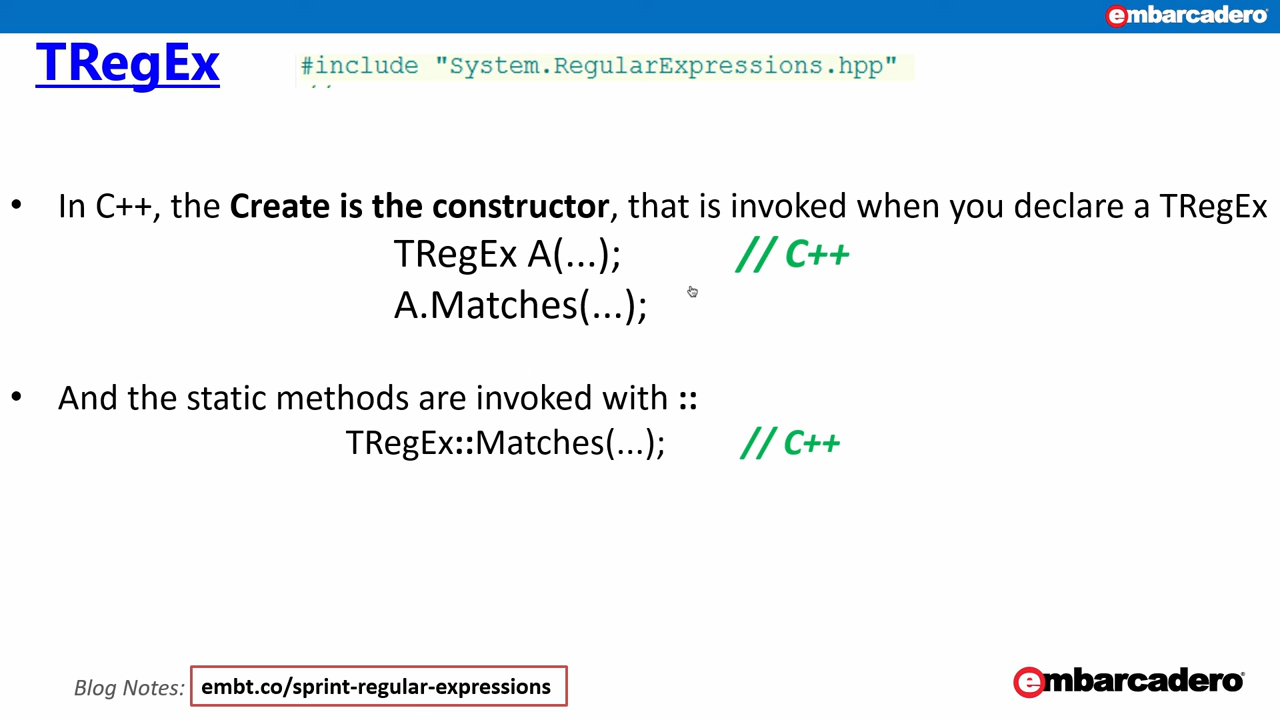 embarcadero®
TRegEx
#include "System.RegularExpressions.hpp"
• In C++, the Create is the constructor, that is invoked when you declare a TRegEx
TRegEx A(...); // C++
A.Matches(...);
• And the static methods are invoked with ::
TRegEx::Matches(...); // C++
Blog Notes: embt.co/sprint-regular-expressions
embarcadero®